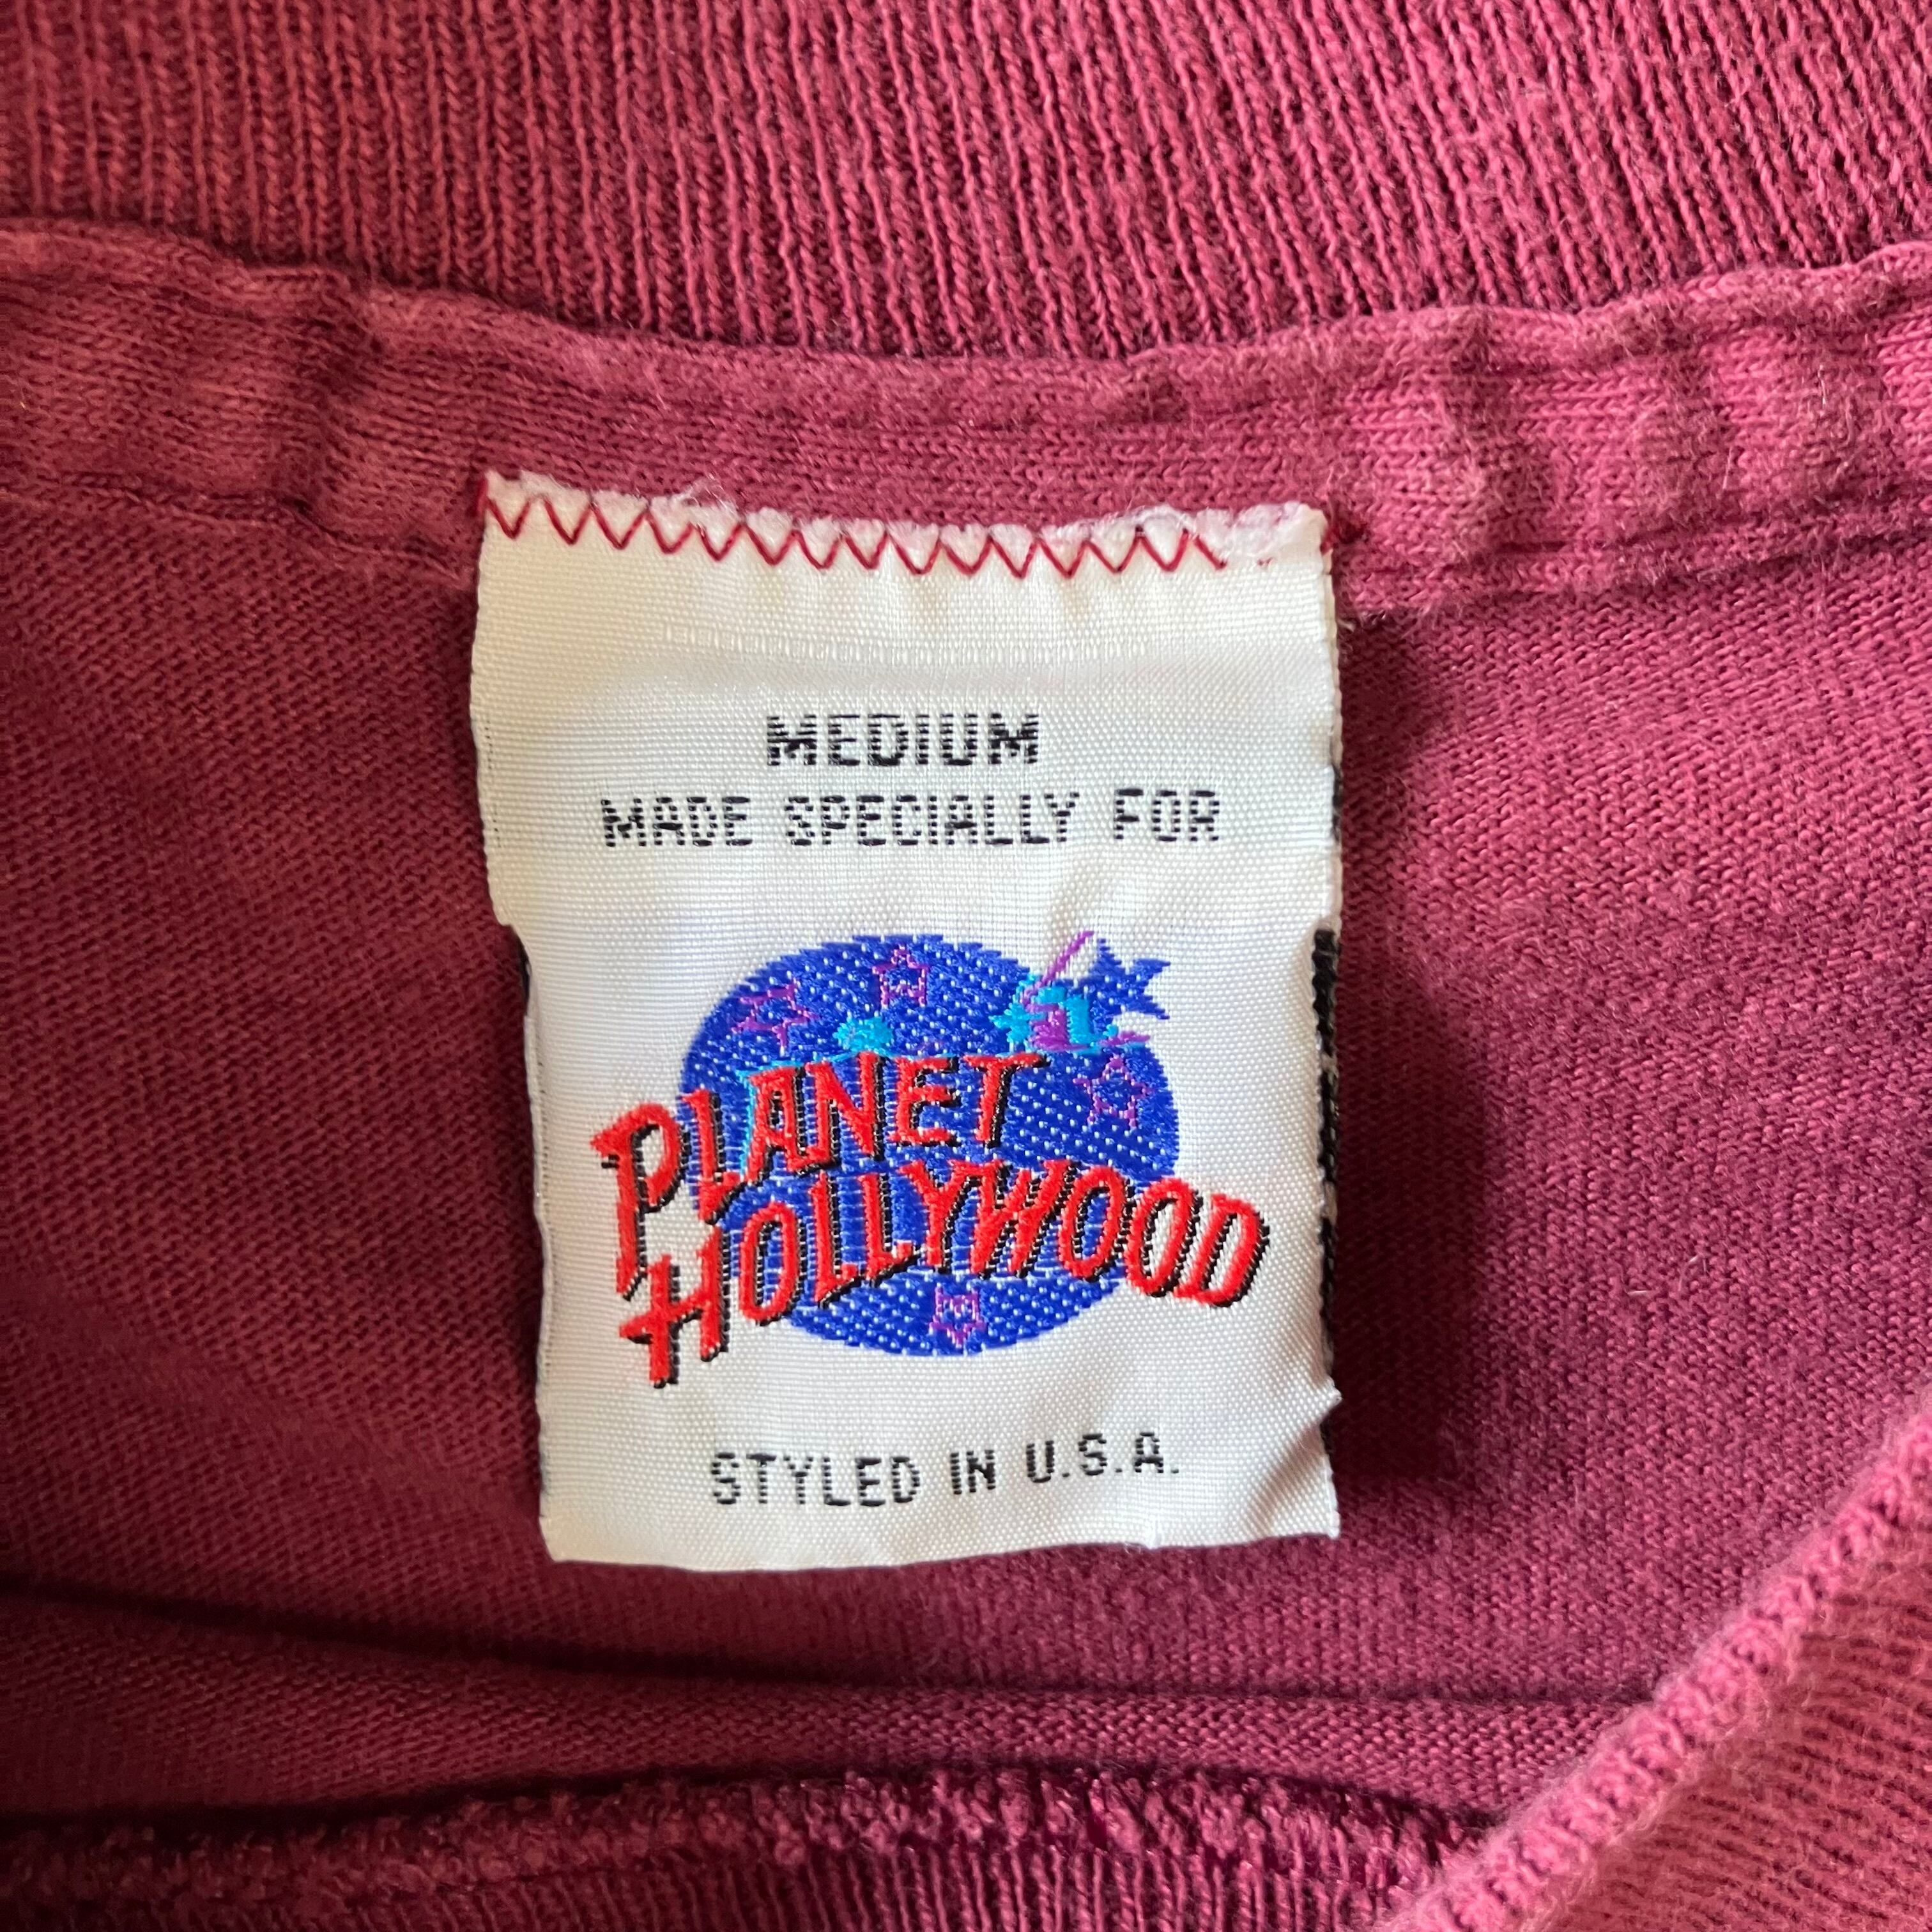 MEDIUM
MADE SPECIALLY FOR
PLANET
HOLLYWOOD
STYLED IN U.S.A.